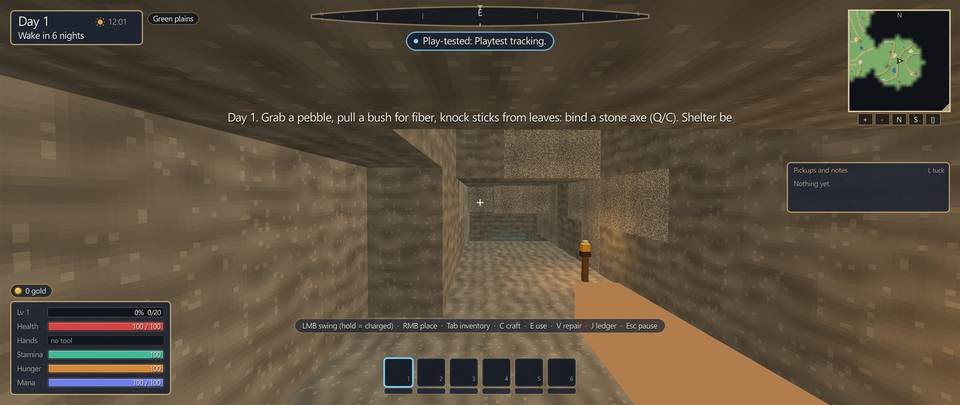 Day 1
12:01
Wake in 6 nights
Green plains
E
Play-tested: Playtest tracking.
N
+ - N S []
Day 1. Grab a pebble, pull a bush for fiber, knock sticks from leaves: bind a stone axe (Q/C). Shelter be
Pickups and notes L tuck
Nothing yet.
0 gold
Lv 1 0% 0/20
Health 100 / 100
Hands no tool
Stamina 100
Hunger 100
Mana 100 / 100
LMB swing (hold = charged) · RMB place · Tab inventory · C craft · E use · V repair · J ledger · Esc pause
1 2 3 4 5 6